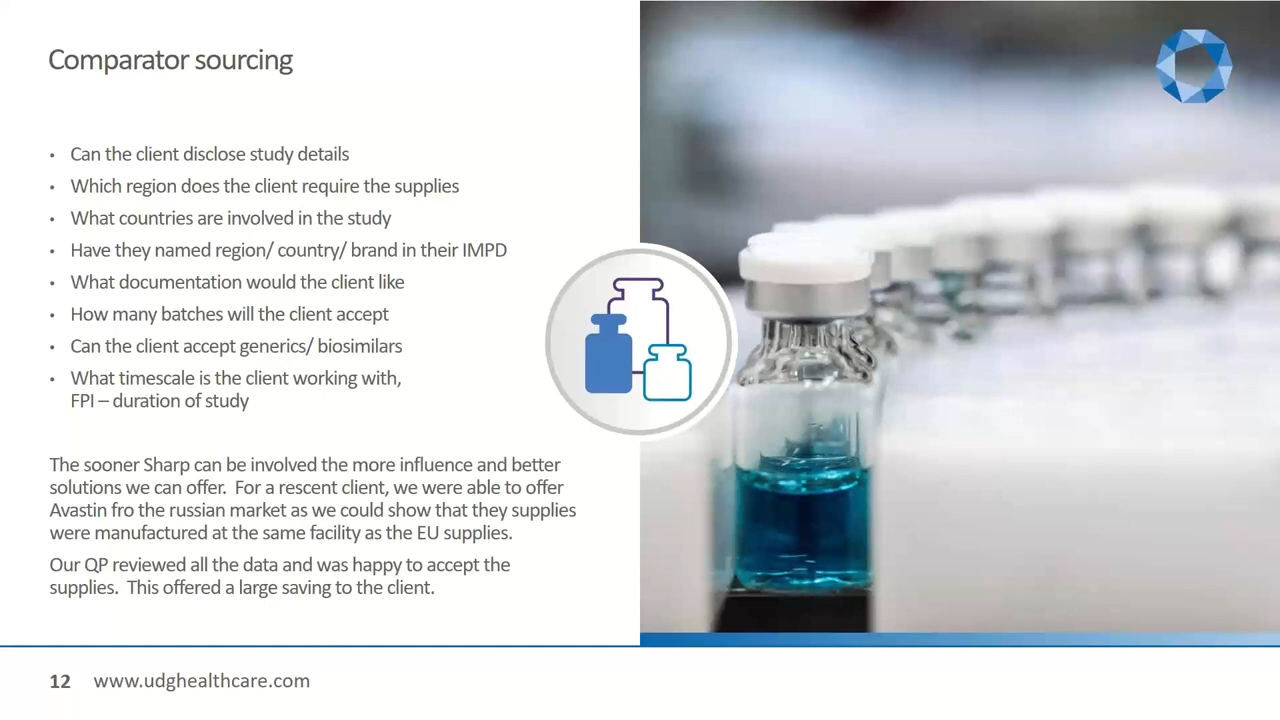 Comparator sourcing
• Can the client disclose study details
• Which region does the client require the supplies
• What countries are involved in the study
• Have they named region/ country/ brand in their IMPD
• What documentation would the client like
• How many batches will the client accept
• Can the client accept generics/ biosimilars
• What timescale is the client working with,
FPI – duration of study
The sooner Sharp can be involved the more influence and better
solutions we can offer.  For a rescent client, we were able to offer
Avastin fro the russian market as we could show that they supplies
were manufactured at the same facility as the EU supplies.
Our QP reviewed all the data and was happy to accept the
supplies.  This offered a large saving to the client.
12 www.udghealthcare.com